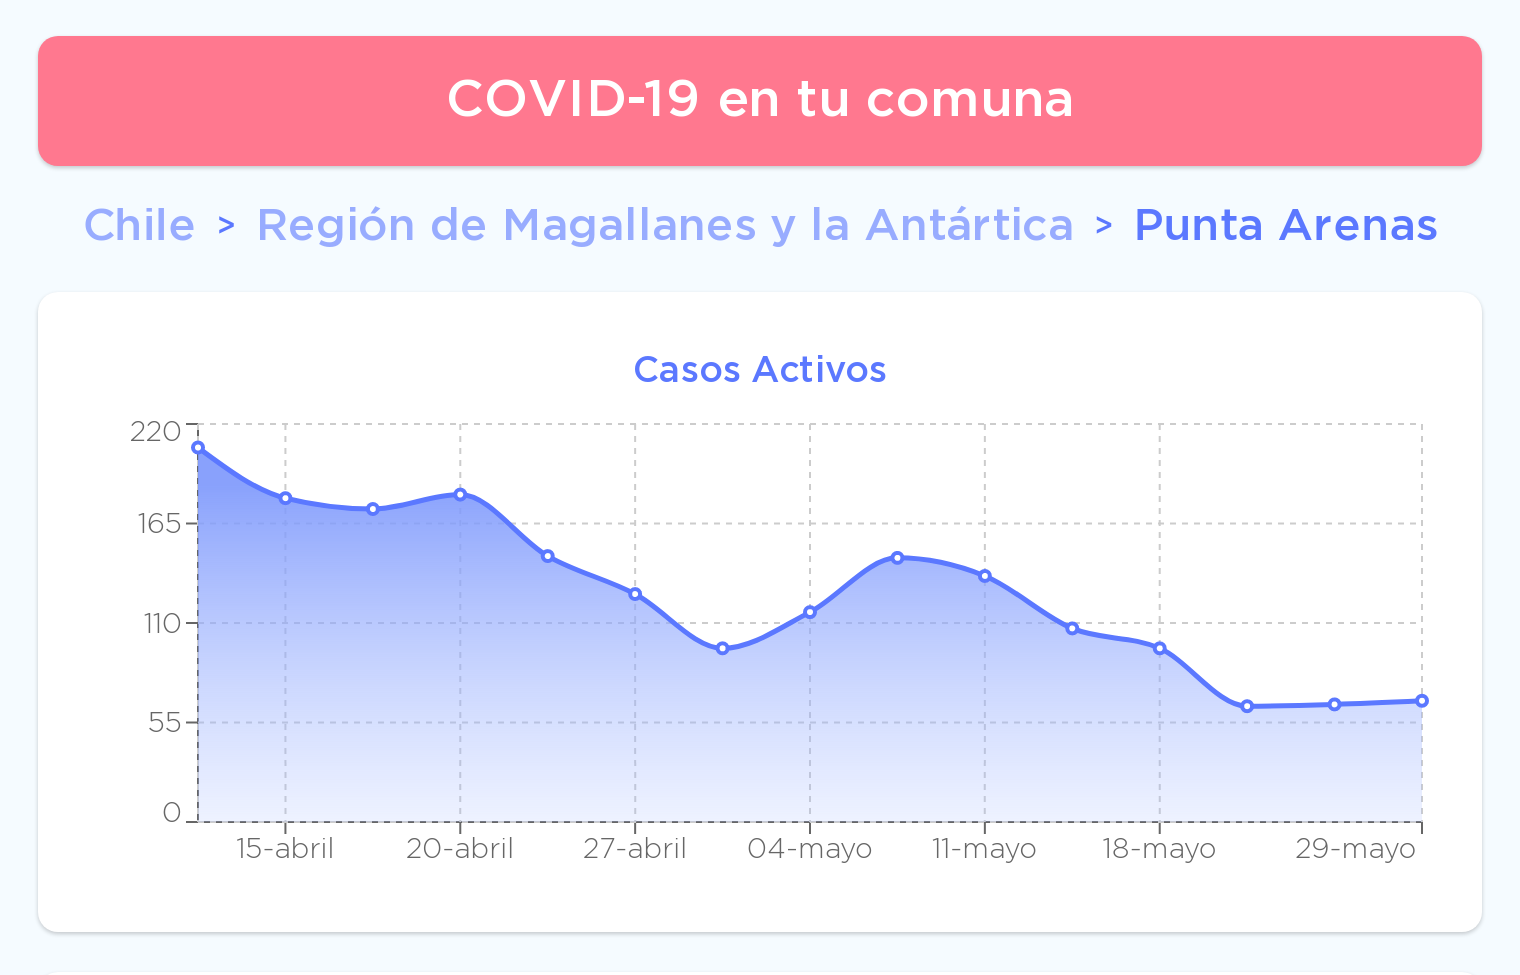 COVID-19 en tu comuna
Chile > Región de Magallanes y la Antártica > Punta Arenas
Casos Activos
220
165
110
55
0
15-abril 20-abril 27-abril 04-mayo 11-mayo 18-mayo 29-mayo